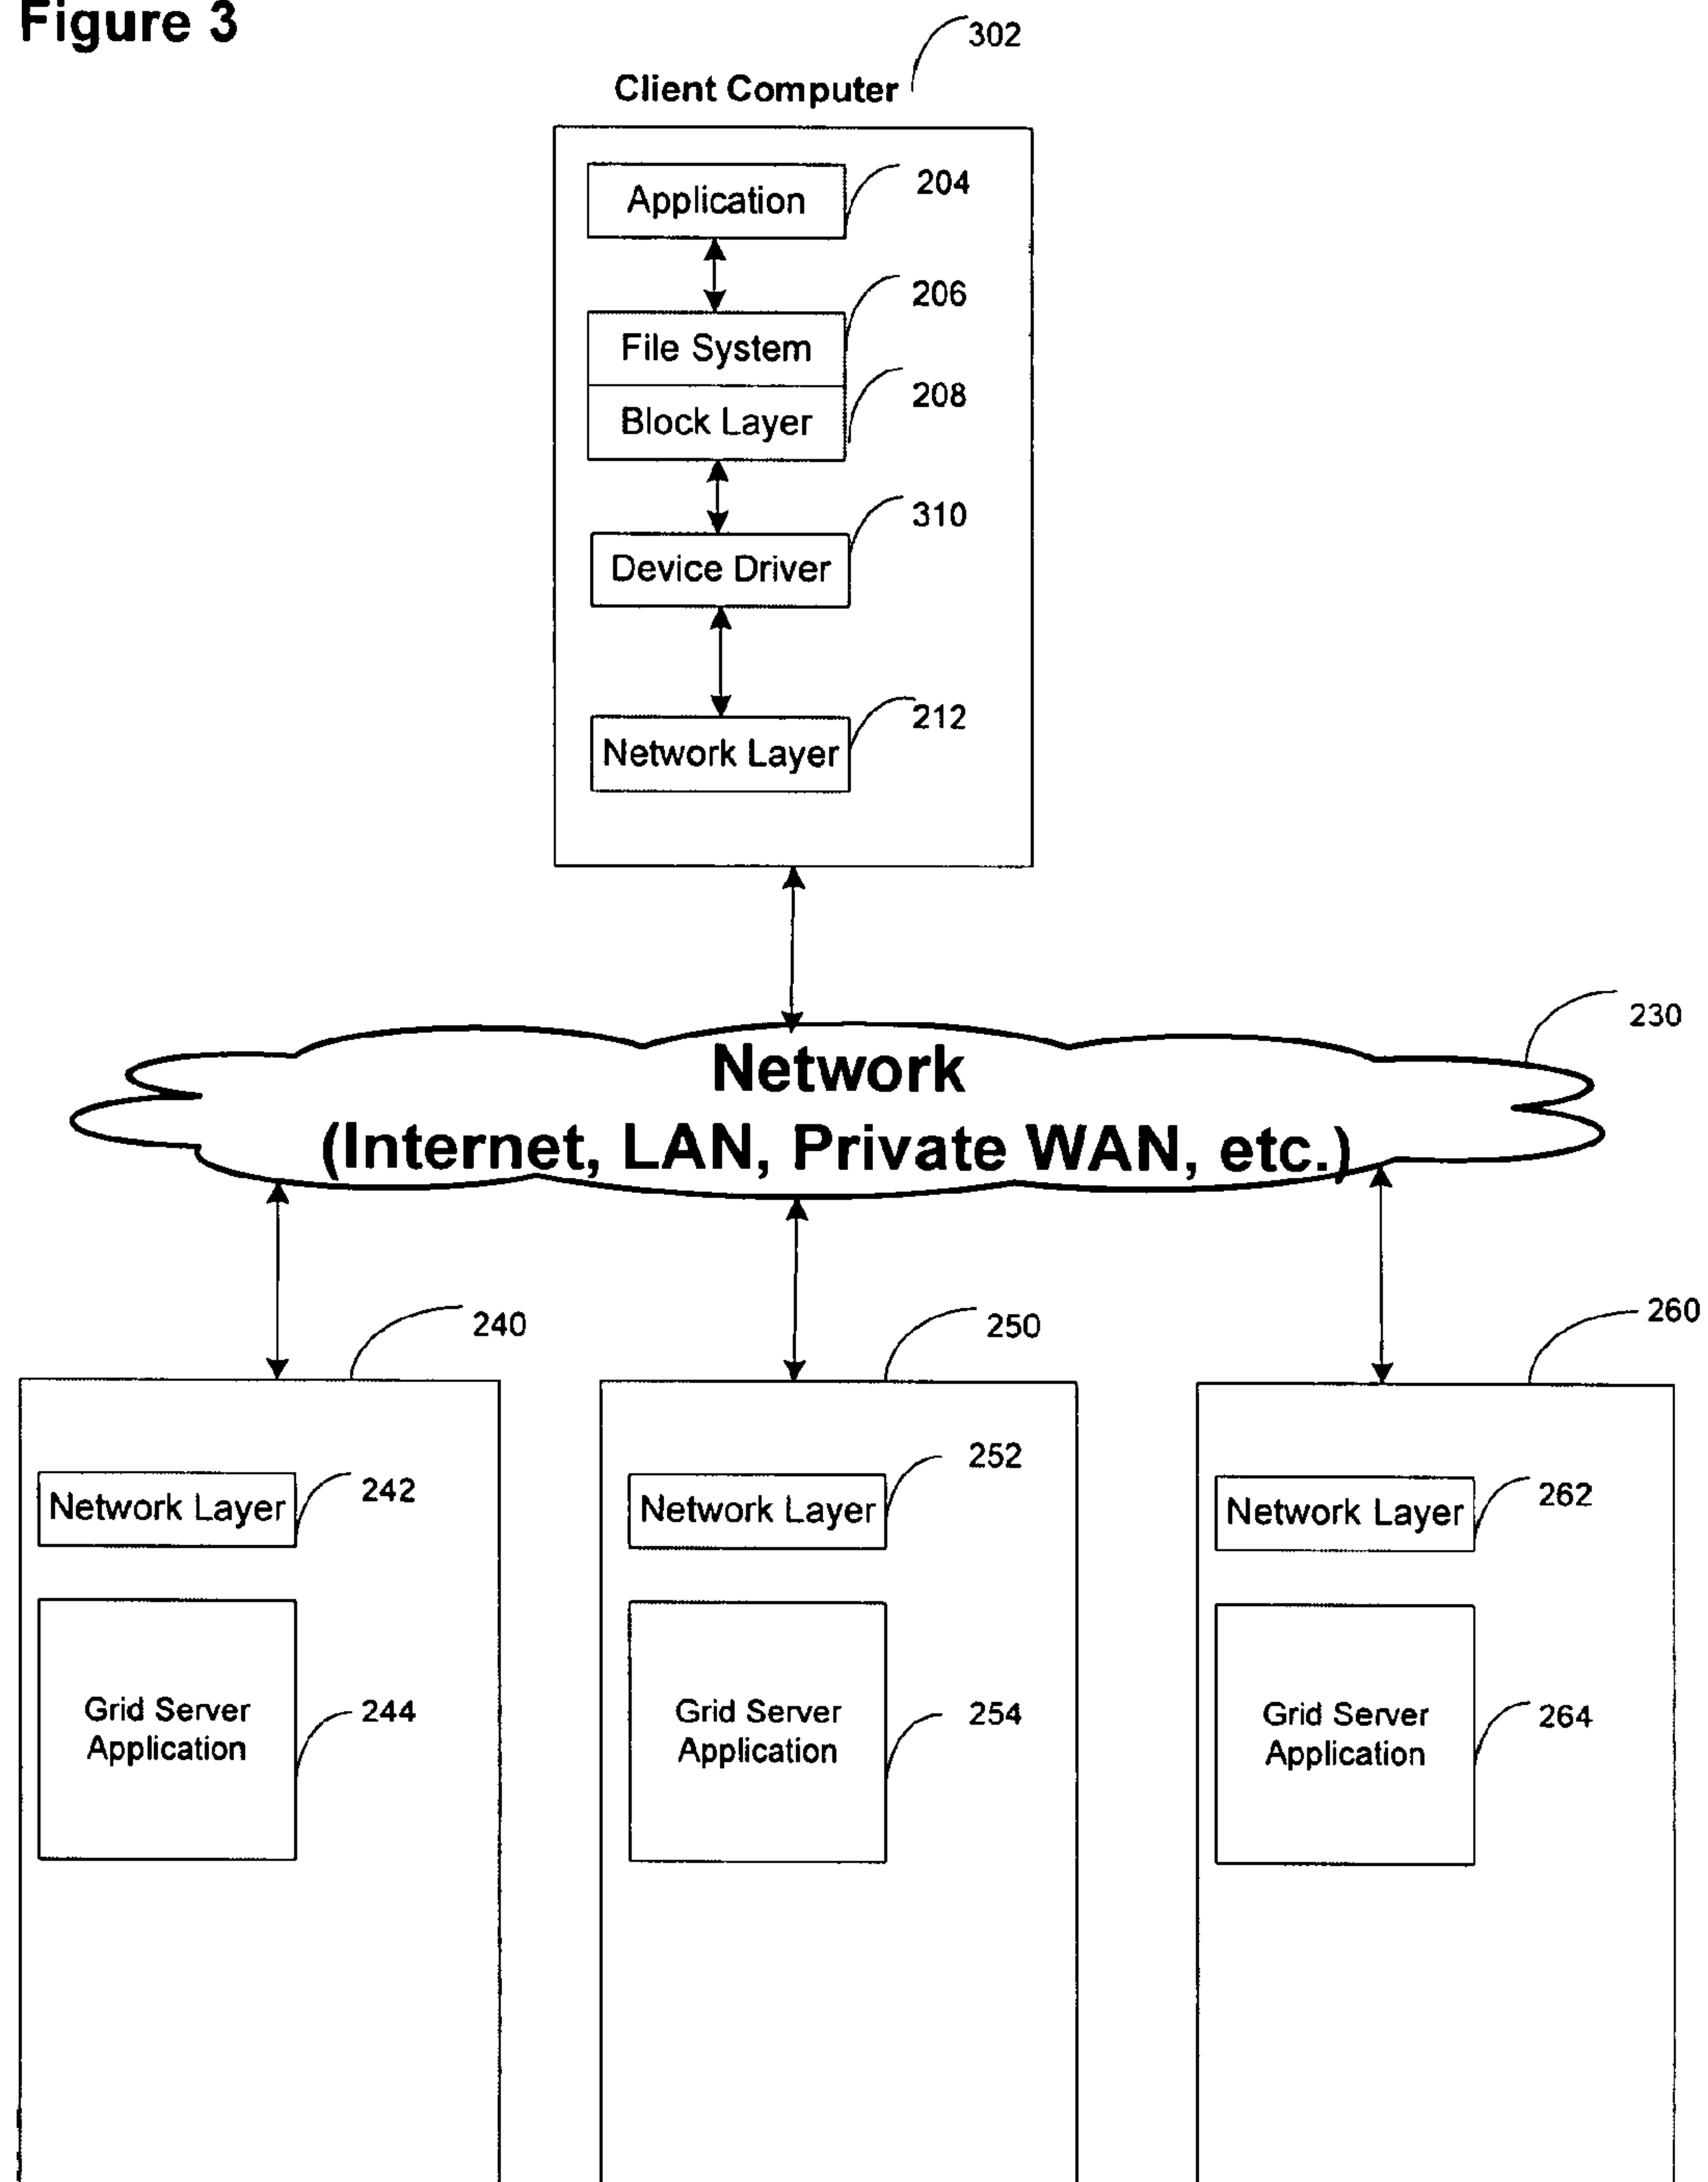 Figure 3
302
Client Computer
Application
204
206
File System
208
Block Layer
310
Device Driver
212
Network Layer
230
Network
(Internet, LAN, Private WAN, etc.)
240
250
260
Network Layer
242
Network Layer
252
Network Layer
262
Grid Server
Application
244
Grid Server
Application
254
Grid Server
Application
264